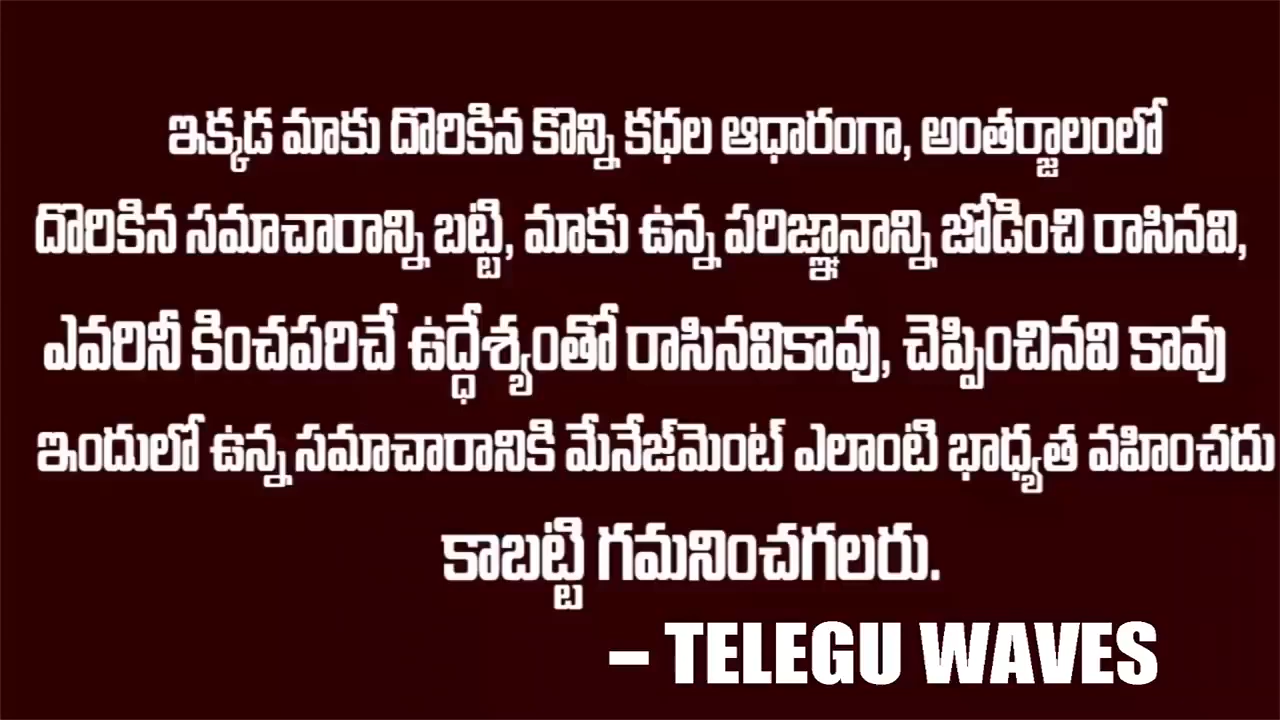 ఇక్కడ మాకు దొరికిన కొన్ని కధల ఆధారంగా, అంతర్జాలంలో
దొరికిన సమాచారాన్ని బట్టి, మాకు ఉన్న పరిజ్ఞానాన్ని జోడించి రాసినవి,
ఎవరినీ కించపరిచే ఉద్ధేశ్యంతో రాసినవికావు, చెప్పించినవి కావు
ఇందులో ఉన్న సమాచారానికి మేనేజ్‌మెంట్ ఎలాంటి భాధ్యత వహించదు
కాబట్టి గమనించగలరు.
– TELEGU WAVES